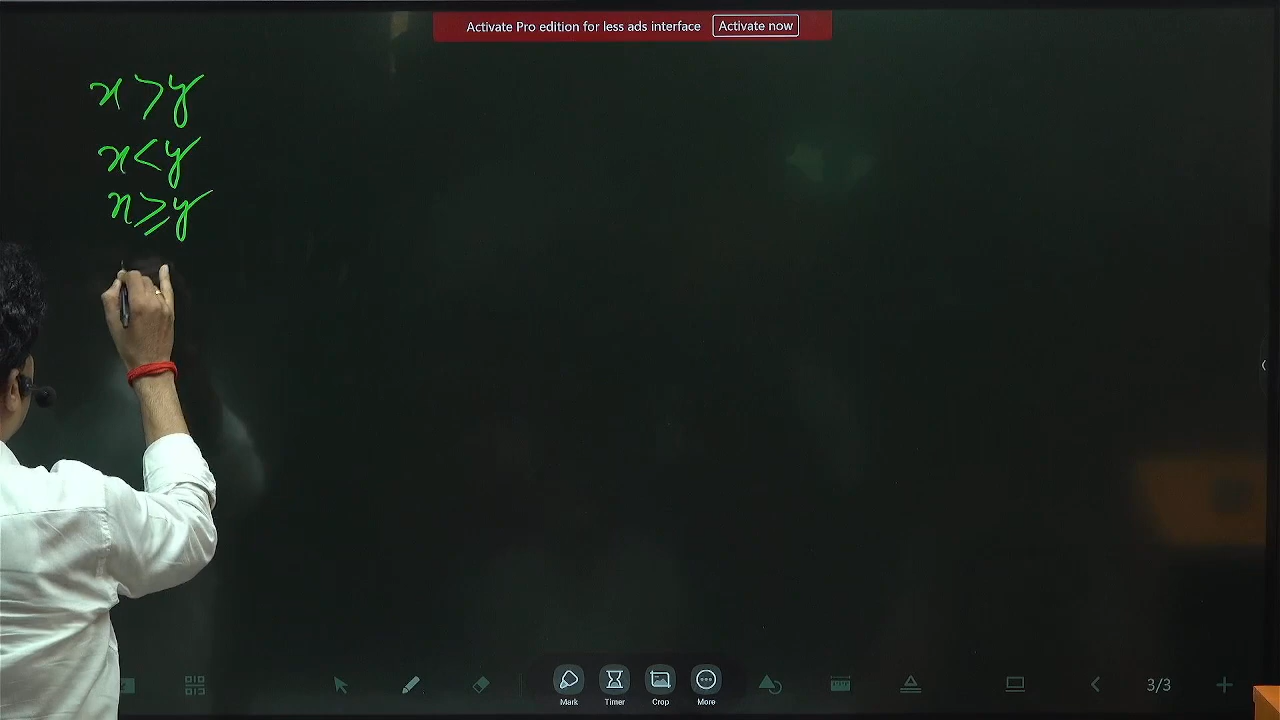 Activate Pro edition for less ads interface Activate now
x > y
x < y
x ≥ y
Mark Timer Crop More
3/3